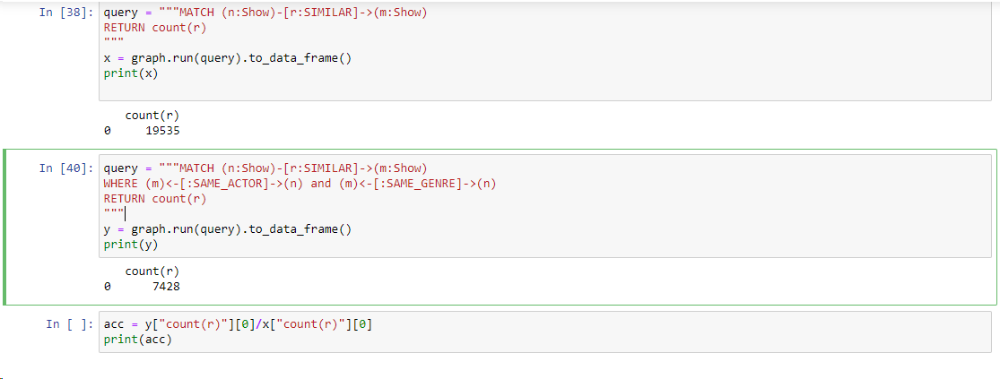 In [38]: query = """MATCH (n:Show)-[r:SIMILAR]->(m:Show)
RETURN count(r)
"""
x = graph.run(query).to_data_frame()
print(x)
count(r)
0 19535
In [40]: query = """MATCH (n:Show)-[r:SIMILAR]->(m:Show)
WHERE (m)<-[:SAME_ACTOR]->(n) and (m)<-[:SAME_GENRE]->(n)
RETURN count(r)
"""
y = graph.run(query).to_data_frame()
print(y)
count(r)
0 7428
In [ ]: acc = y["count(r)"][0]/x["count(r)"][0]
print(acc)